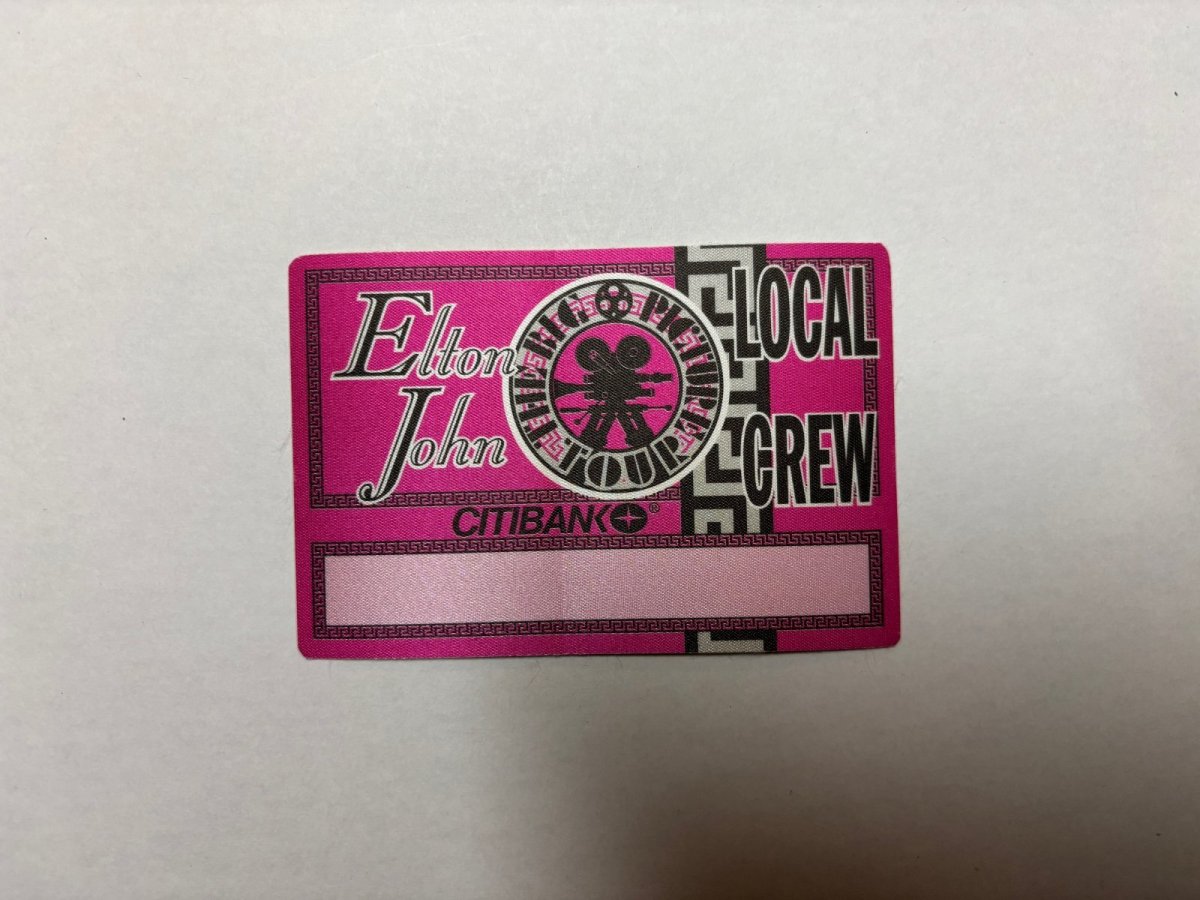 Elton
John
THE BIG PICTURE
TOUR
LOCAL
CREW
CITIBANK®